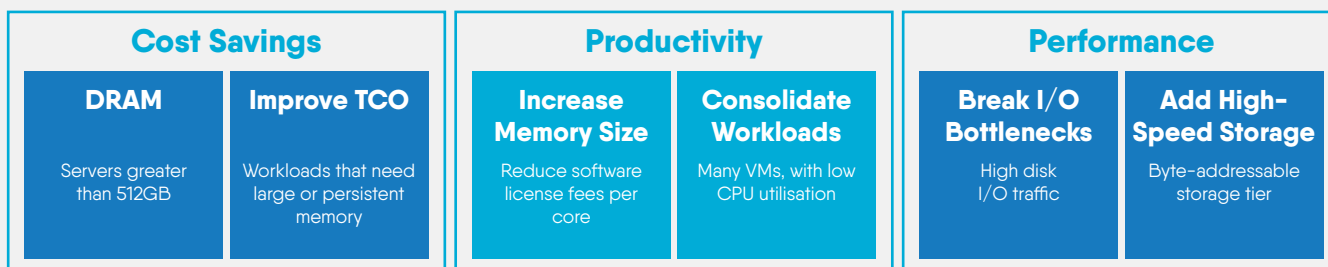 Cost Savings
DRAM
Servers greater
than 512GB
Improve TCO
Workloads that need
large or persistent
memory
Productivity
Increase
Memory Size
Reduce software
license fees per
core
Consolidate
Workloads
Many VMs, with low
CPU utilisation
Performance
Break I/O
Bottlenecks
High disk
I/O traffic
Add High-
Speed Storage
Byte-addressable
storage tier